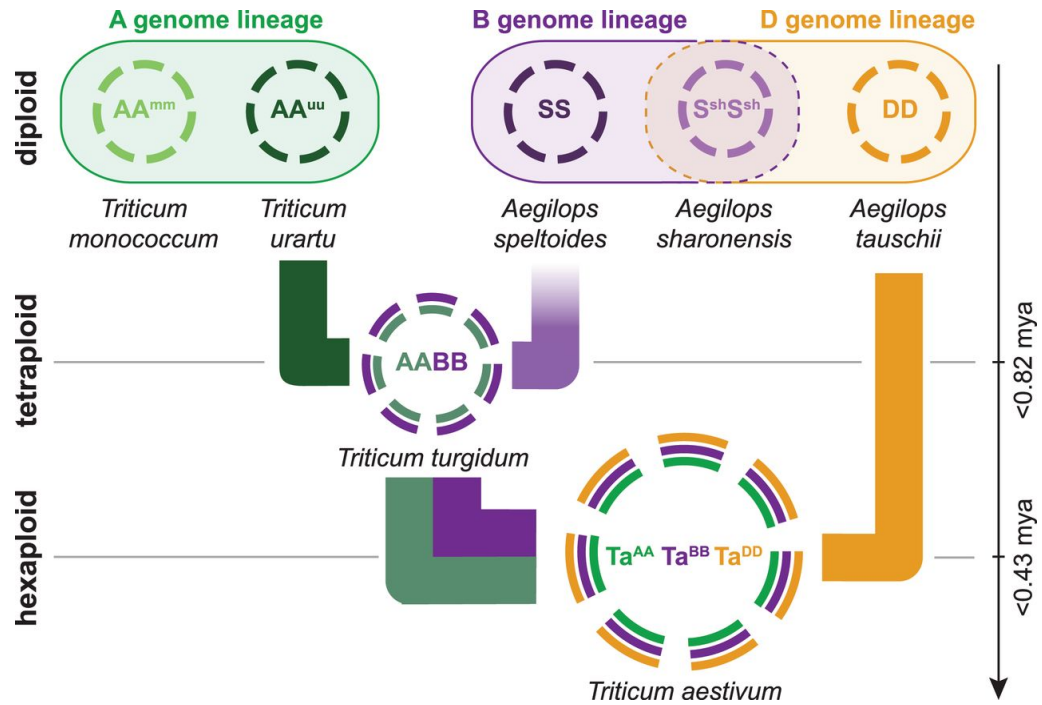 A genome lineage
B genome lineage
D genome lineage
diploid
AAᵐᵐ
AAᵘᵘ
SS
SˢʰSˢʰ
DD
Triticum
monococcum
Triticum
urartu
Aegilops
speltoides
Aegilops
sharonensis
Aegilops
tauschii
tetraploid
AABB
<0.82 mya
Triticum turgidum
hexaploid
Taᴬᴬ Taᴮᴮ Taᴰᴰ
<0.43 mya
Triticum aestivum